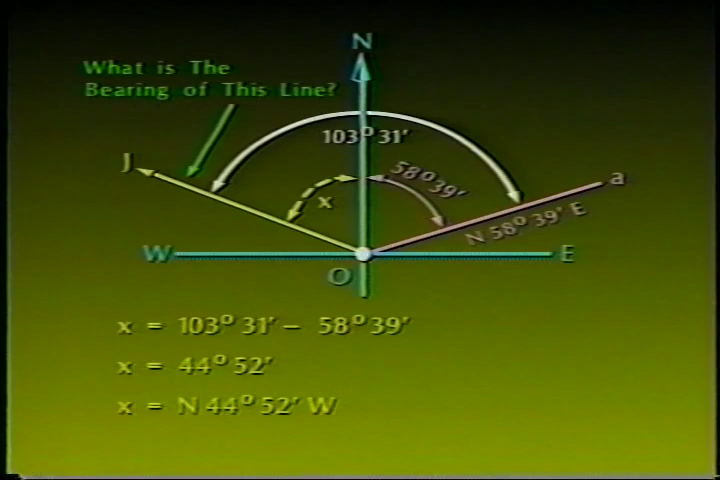 N
What is The
Bearing of This Line?
103° 31'
J
58° 39'
x
a
N 58° 39' E
W
E
O
x = 103° 31' – 58° 39'
x = 44° 52'
x = N 44° 52' W